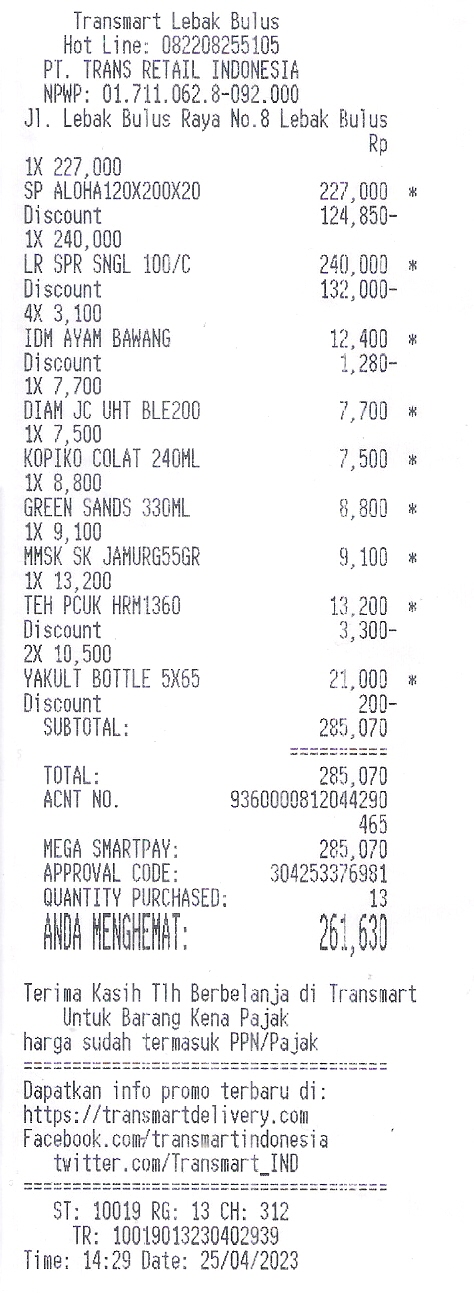 Transmart Lebak Bulus
Hot Line: 082208255105
PT. TRANS RETAIL INDONESIA
NPWP: 01.711.062.8-092.000
Jl. Lebak Bulus Raya No.8 Lebak Bulus
Rp
1X 227,000
SP ALOHA120X200X20 227,000 *
Discount 124,850-
1X 240,000
LR SPR SNGL 100/C 240,000 *
Discount 132,000-
4X 3,100
IDM AYAM BAWANG 12,400 *
Discount 1,280-
1X 7,700
DIAM JC UHT BLE200 7,700 *
1X 7,500
KOPIKO COLAT 240ML 7,500 *
1X 8,800
GREEN SANDS 330ML 8,800 *
1X 9,100
MMSK SK JAMURG55GR 9,100 *
1X 13,200
TEH PCUK HRM1360 13,200 *
Discount 3,300-
2X 10,500
YAKULT BOTTLE 5X65 21,000 *
Discount 200-
SUBTOTAL: 285,070
==========
TOTAL: 285,070
ACNT NO. 9360000812044290
465
MEGA SMARTPAY: 285,070
APPROVAL CODE: 304253376981
QUANTITY PURCHASED: 13
ANDA MENGHEMAT: 261,630
Terima Kasih Tlh Berbelanja di Transmart
Untuk Barang Kena Pajak
harga sudah termasuk PPN/Pajak
=====================================
Dapatkan info promo terbaru di:
https://transmartdelivery.com
Facebook.com/transmartindonesia
twitter.com/Transmart_IND
=====================================
ST: 10019 RG: 13 CH: 312
TR: 10019013230402939
Time: 14:29 Date: 25/04/2023